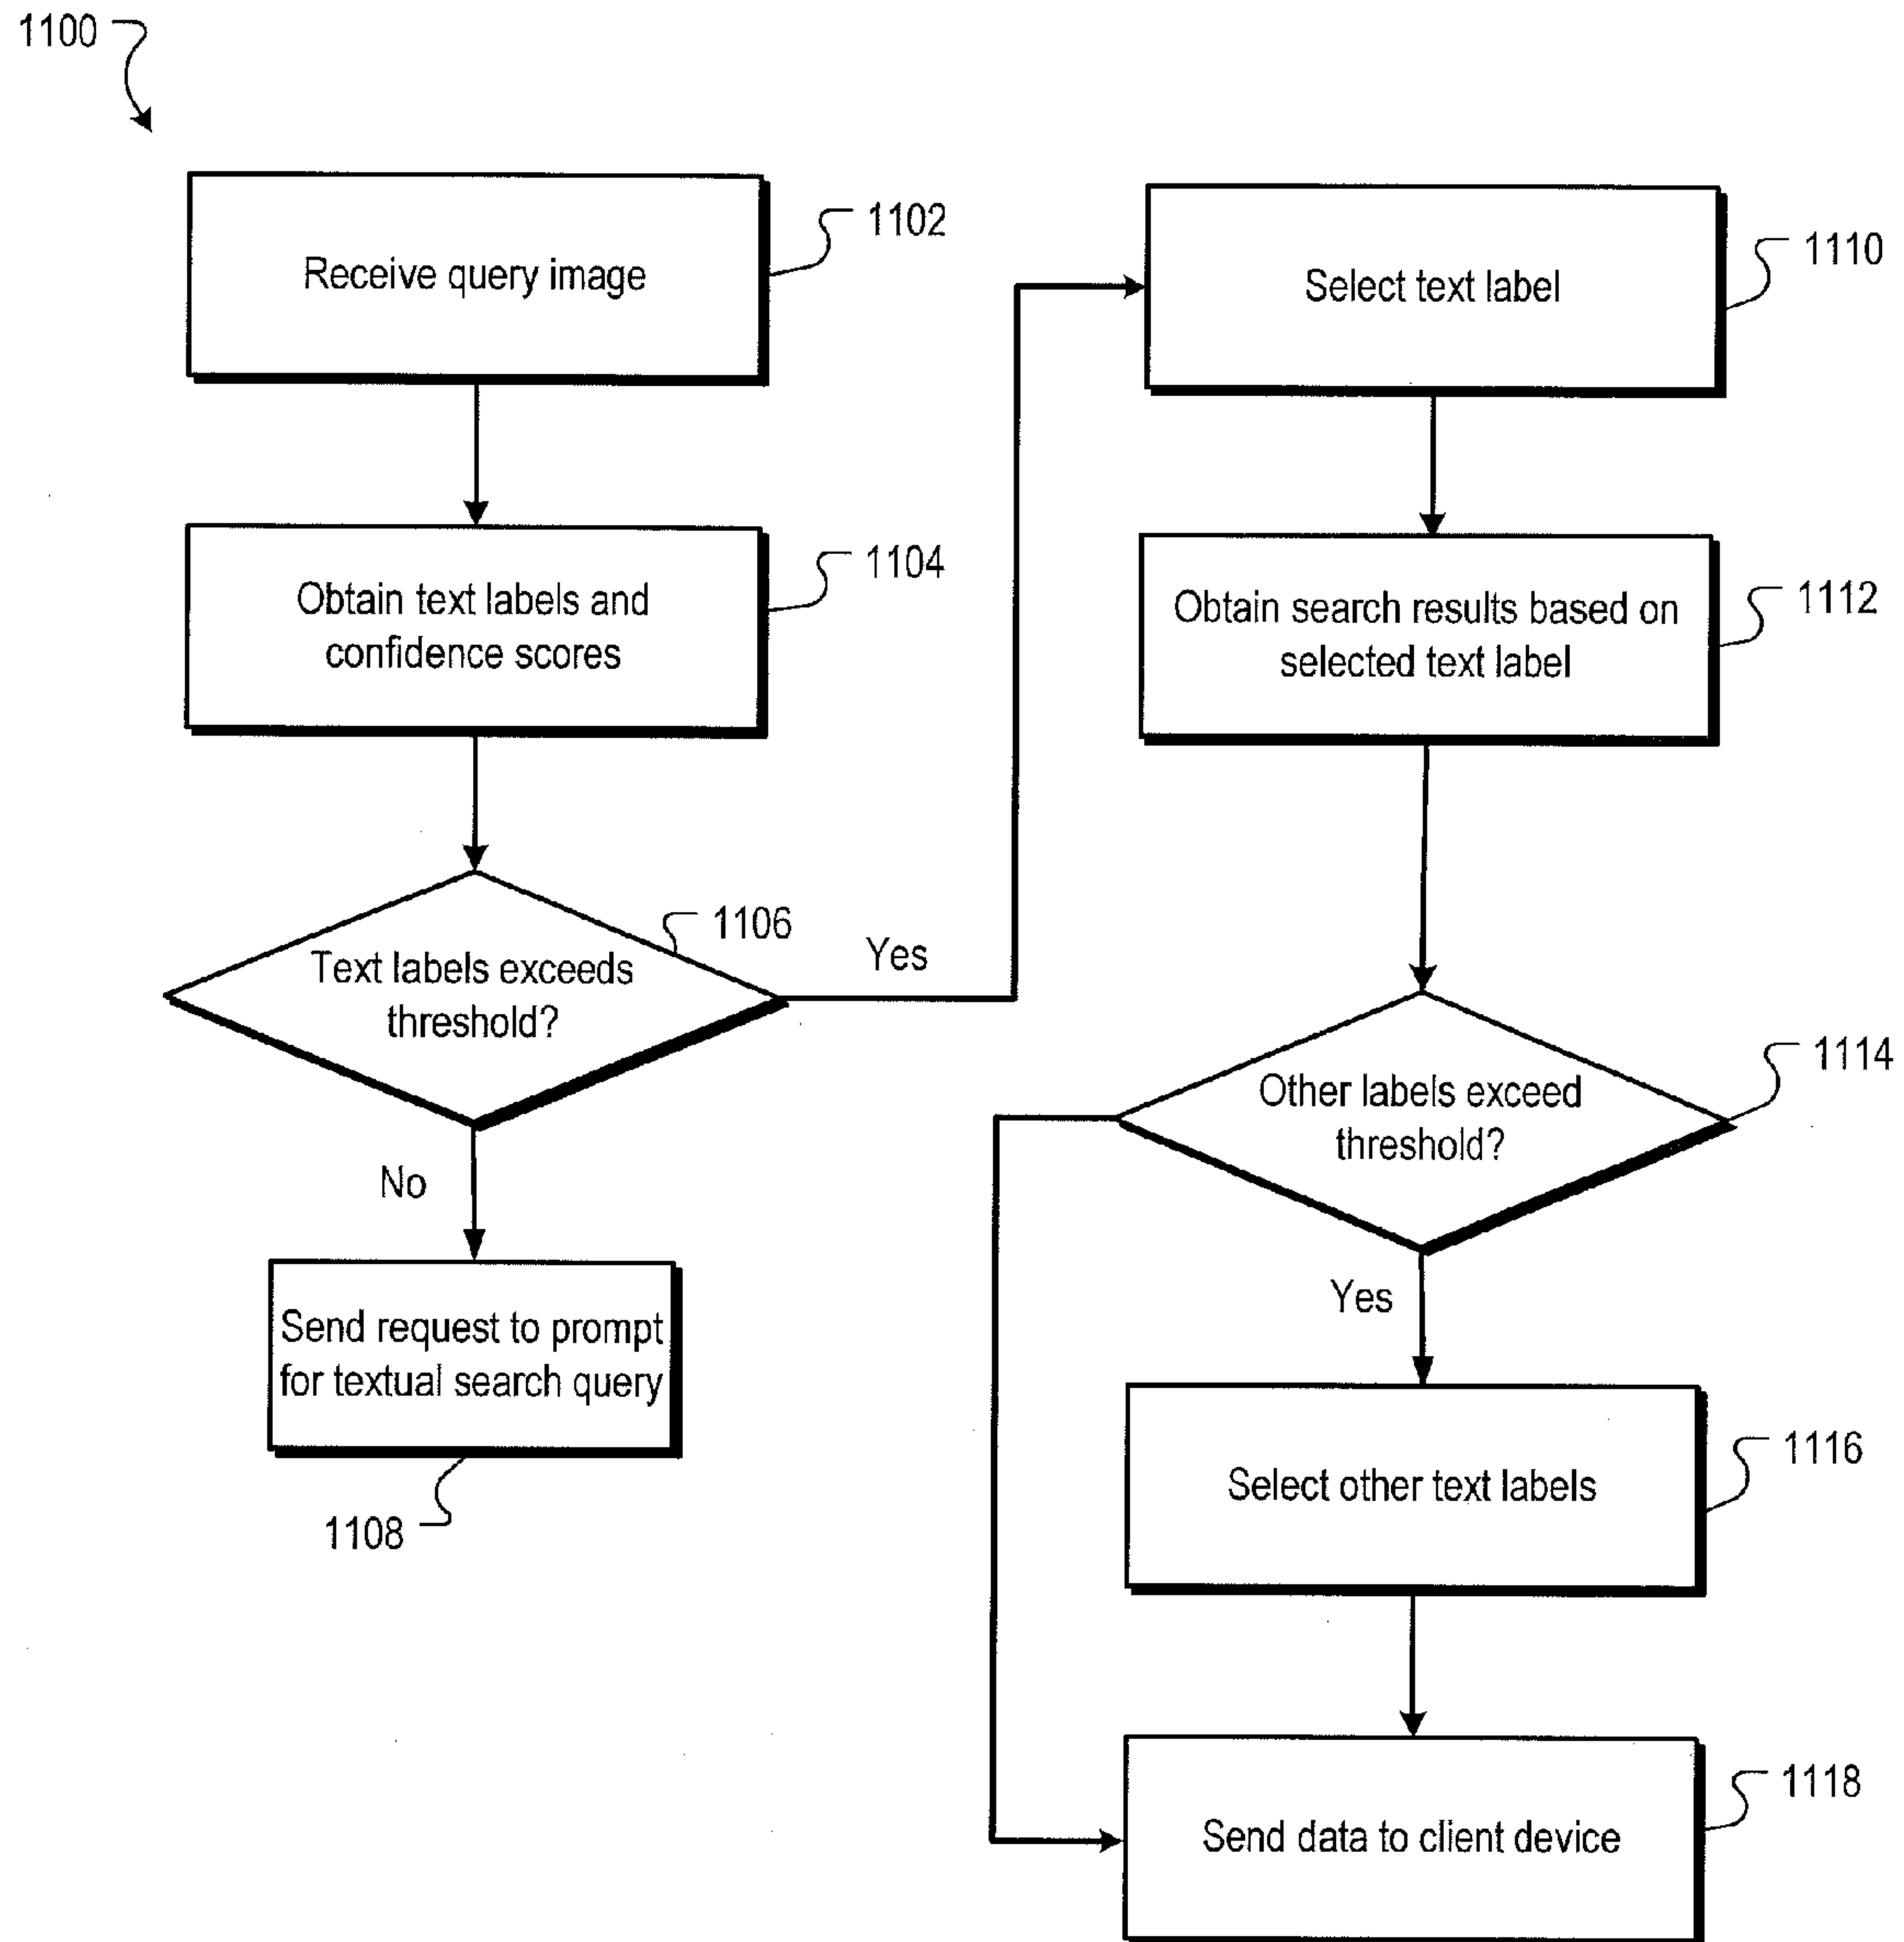 1100
Receive query image
1102
Obtain text labels and
confidence scores
1104
Text labels exceeds
threshold?
1106
Yes
No
Send request to prompt
for textual search query
1108
Select text label
1110
Obtain search results based on
selected text label
1112
Other labels exceed
threshold?
1114
Yes
Select other text labels
1116
Send data to client device
1118